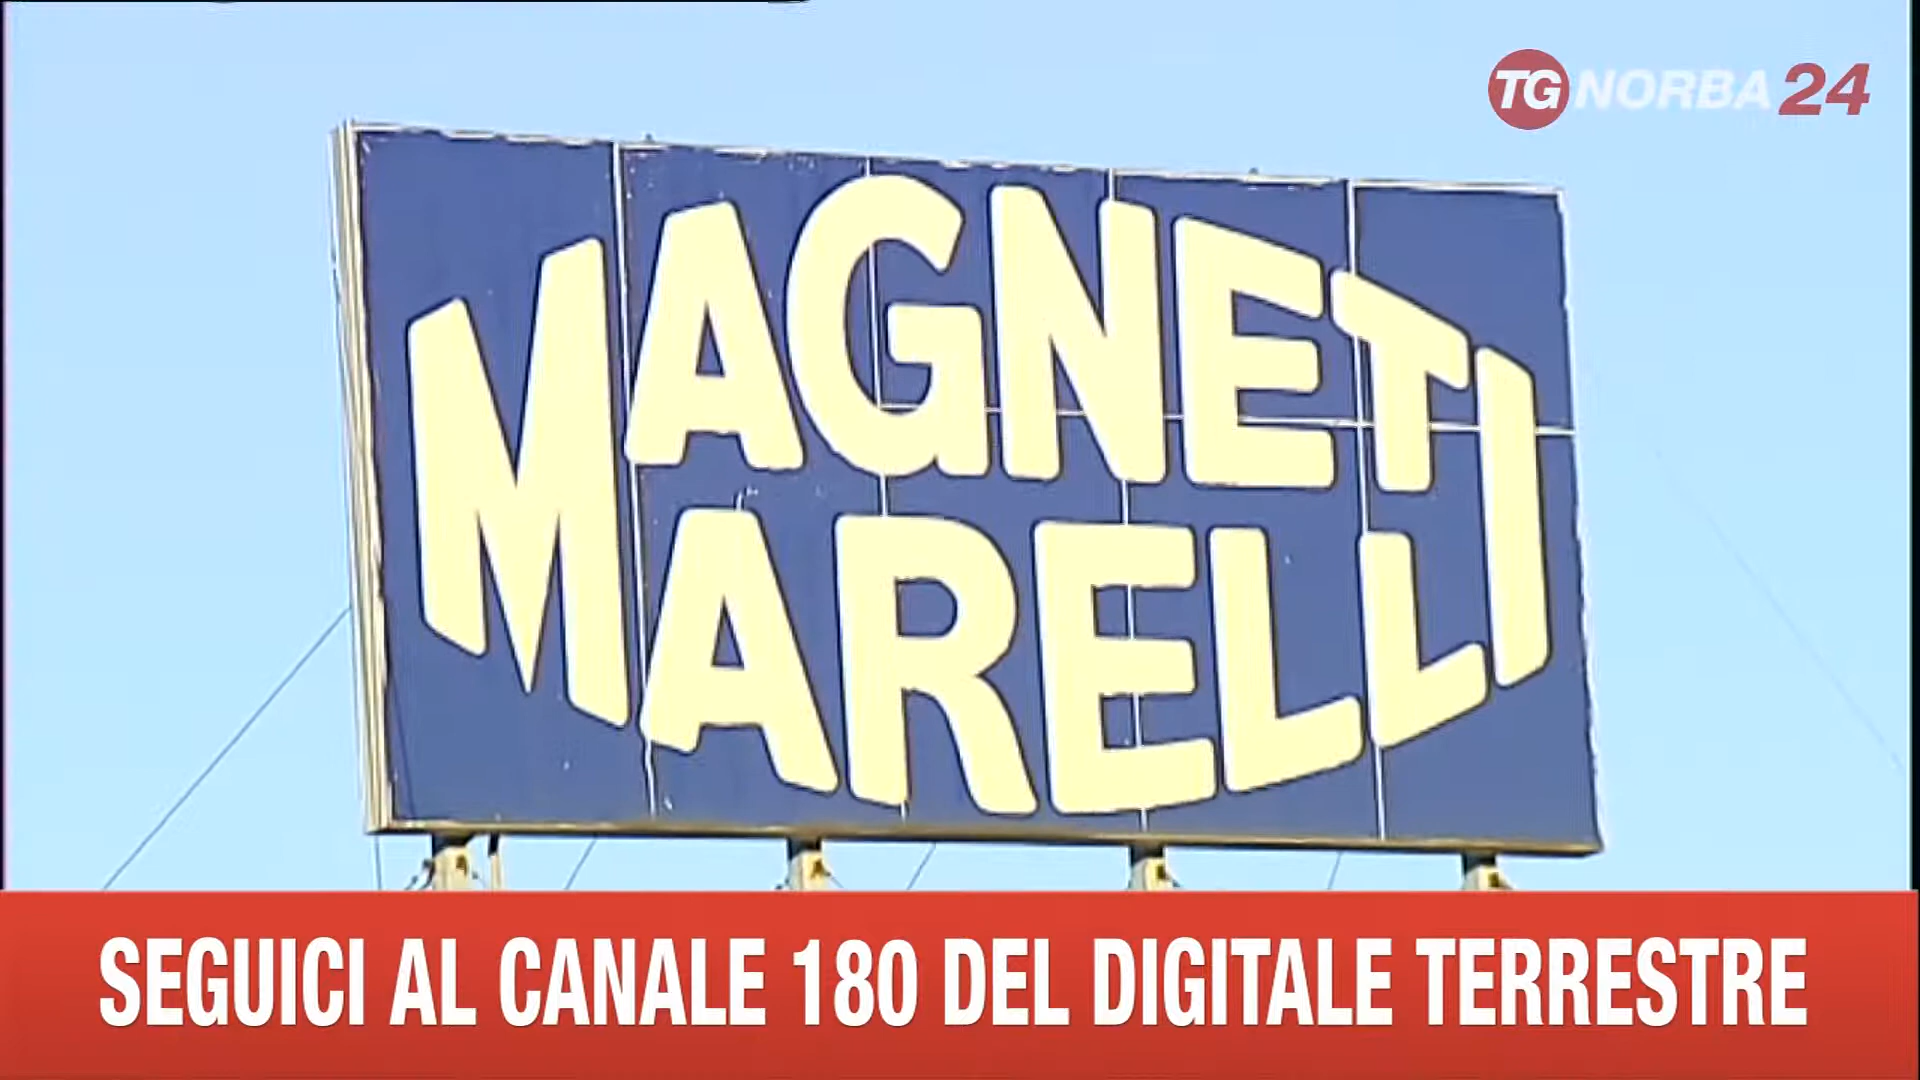 TG NORBA 24
MAGNETI
MARELLI
SEGUICI AL CANALE 180 DEL DIGITALE TERRESTRE